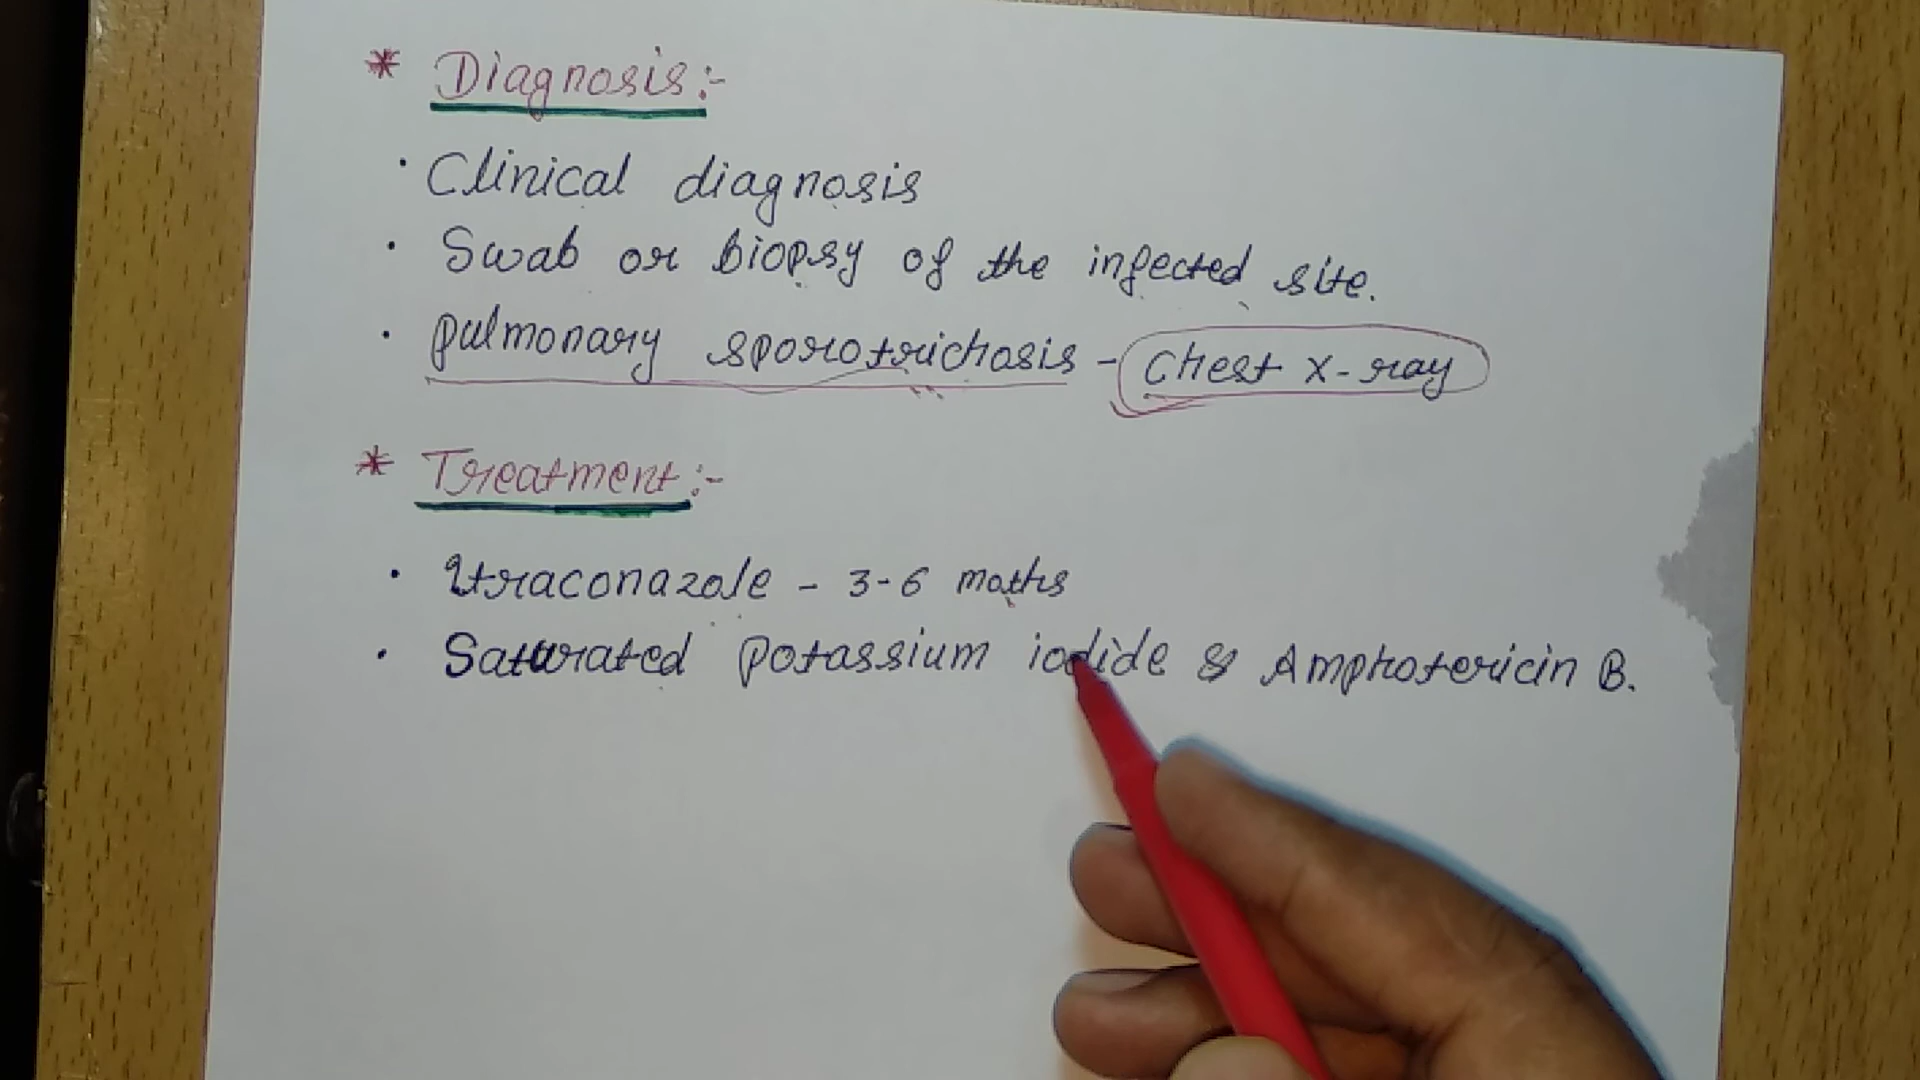 * Diagnosis:-
· Clinical diagnosis
· Swab or biopsy of the infected site.
· pulmonary sporotrichosis - Chest X-ray
* Treatment:-
· Itraconazole - 3-6 moths
· Saturated potassium iodide & Amphotericin B.